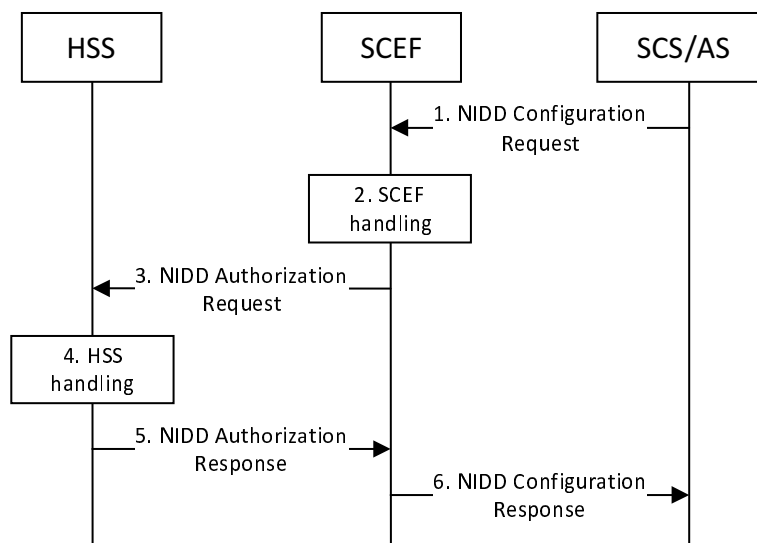 HSS
SCEF
SCS/AS
1. NIDD Configuration
Request
2. SCEF
handling
3. NIDD Authorization
Request
4. HSS
handling
5. NIDD Authorization
Response
6. NIDD Configuration
Response